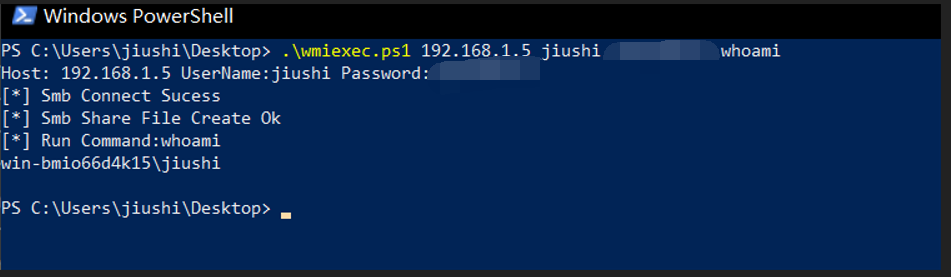 Windows PowerShell
PS C:\Users\jiushi\Desktop> .\wmiexec.ps1 192.168.1.5 jiushi whoami
Host: 192.168.1.5 UserName:jiushi Password:
[*] Smb Connect Sucess
[*] Smb Share File Create Ok
[*] Run Command:whoami
win-bmio66d4k15\jiushi
PS C:\Users\jiushi\Desktop>